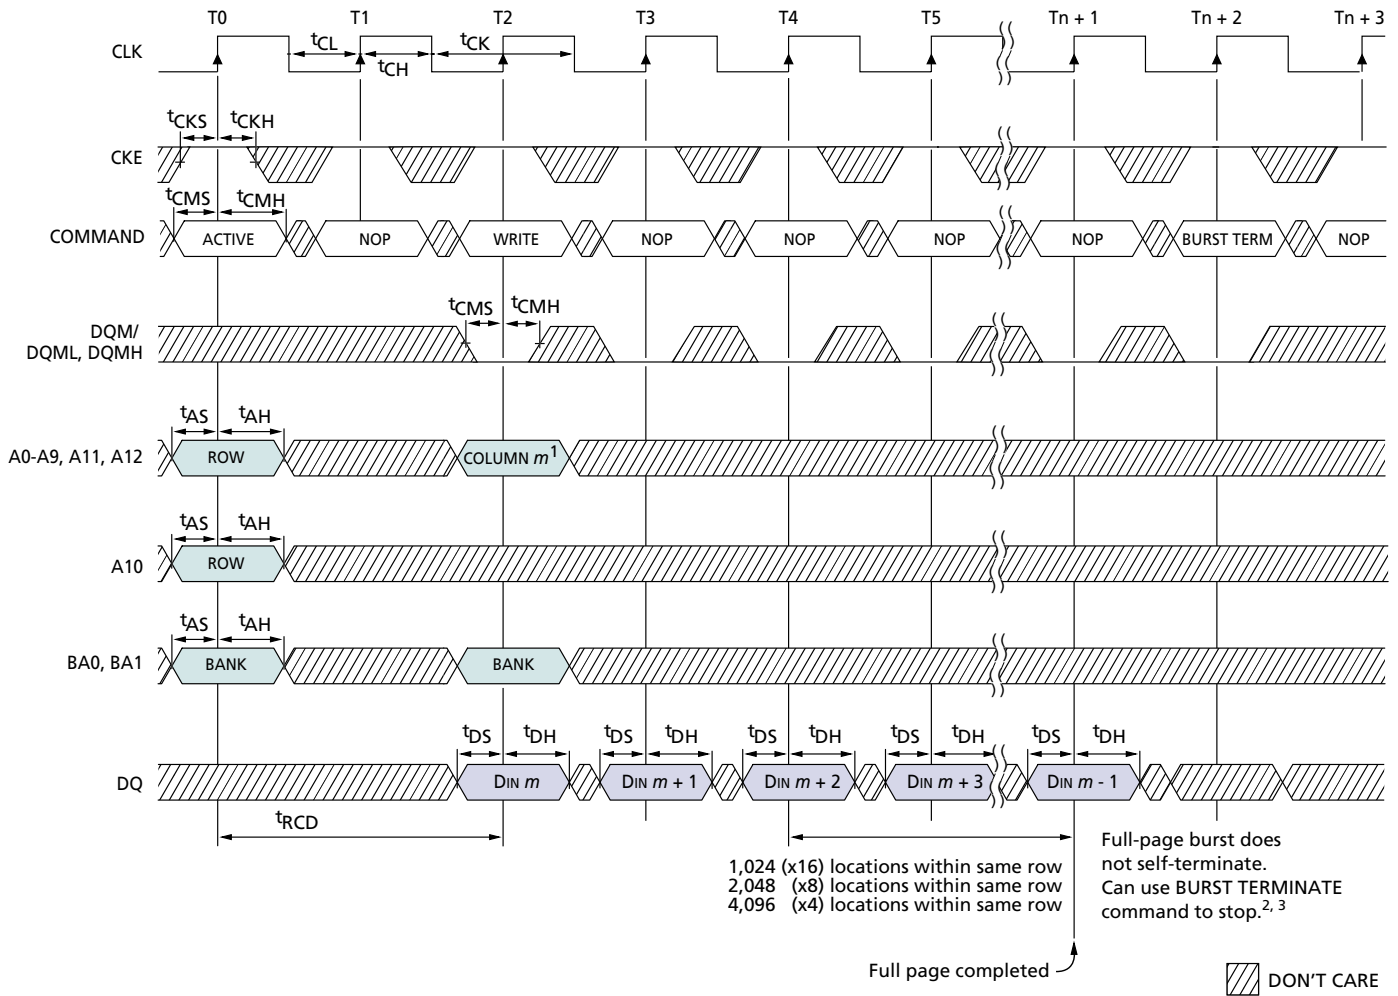 T0 T1 T2 T3 T4 T5 Tn + 1 Tn + 2 Tn + 3
CLK
tCL tCK
tCH
tCKS tCKH
CKE
tCMS tCMH
COMMAND ACTIVE NOP WRITE NOP NOP NOP NOP BURST TERM NOP
tCMS tCMH
DQM/
DQML, DQMH
tAS tAH
A0-A9, A11, A12 ROW COLUMN m1
tAS tAH
A10 ROW
tAS tAH
BA0, BA1 BANK BANK
tDS tDH tDS tDH tDS tDH tDS tDH tDS tDH
DQ DIN m DIN m + 1 DIN m + 2 DIN m + 3 DIN m - 1
tRCD
1,024 (x16) locations within same row
2,048 (x8) locations within same row
4,096 (x4) locations within same row
Full-page burst does
not self-terminate.
Can use BURST TERMINATE
command to stop.2, 3
Full page completed
DON'T CARE